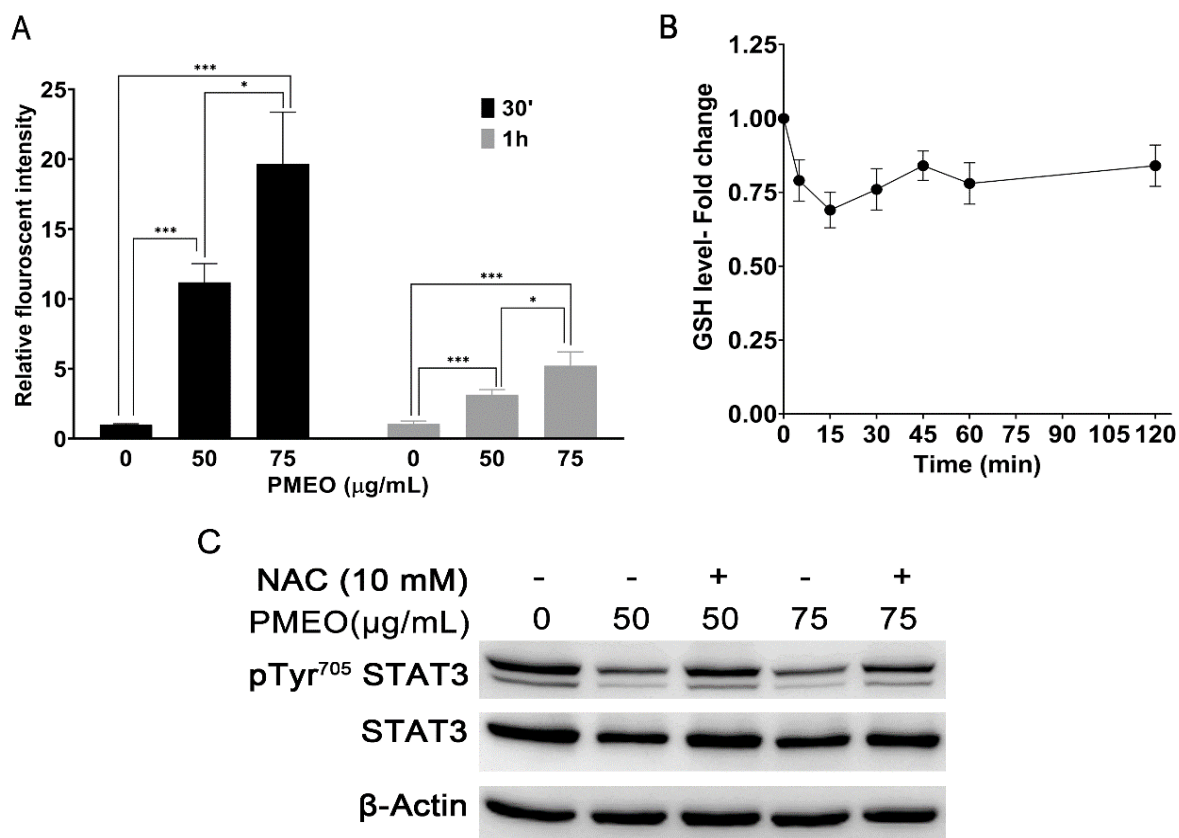 A
Relative flouroscent intensity
25
20
15
10
5
0
***
*
***
***
*
***
30'
1h
0 50 75 0 50 75
PMEO (μg/mL)
B
GSH level- Fold change
1.25
1.00
0.75
0.50
0.25
0.00
0 15 30 45 60 75 90 105 120
Time (min)
C
NAC (10 mM) - - + - +
PMEO(μg/mL) 0 50 50 75 75
pTyr⁷⁰⁵ STAT3
STAT3
β-Actin